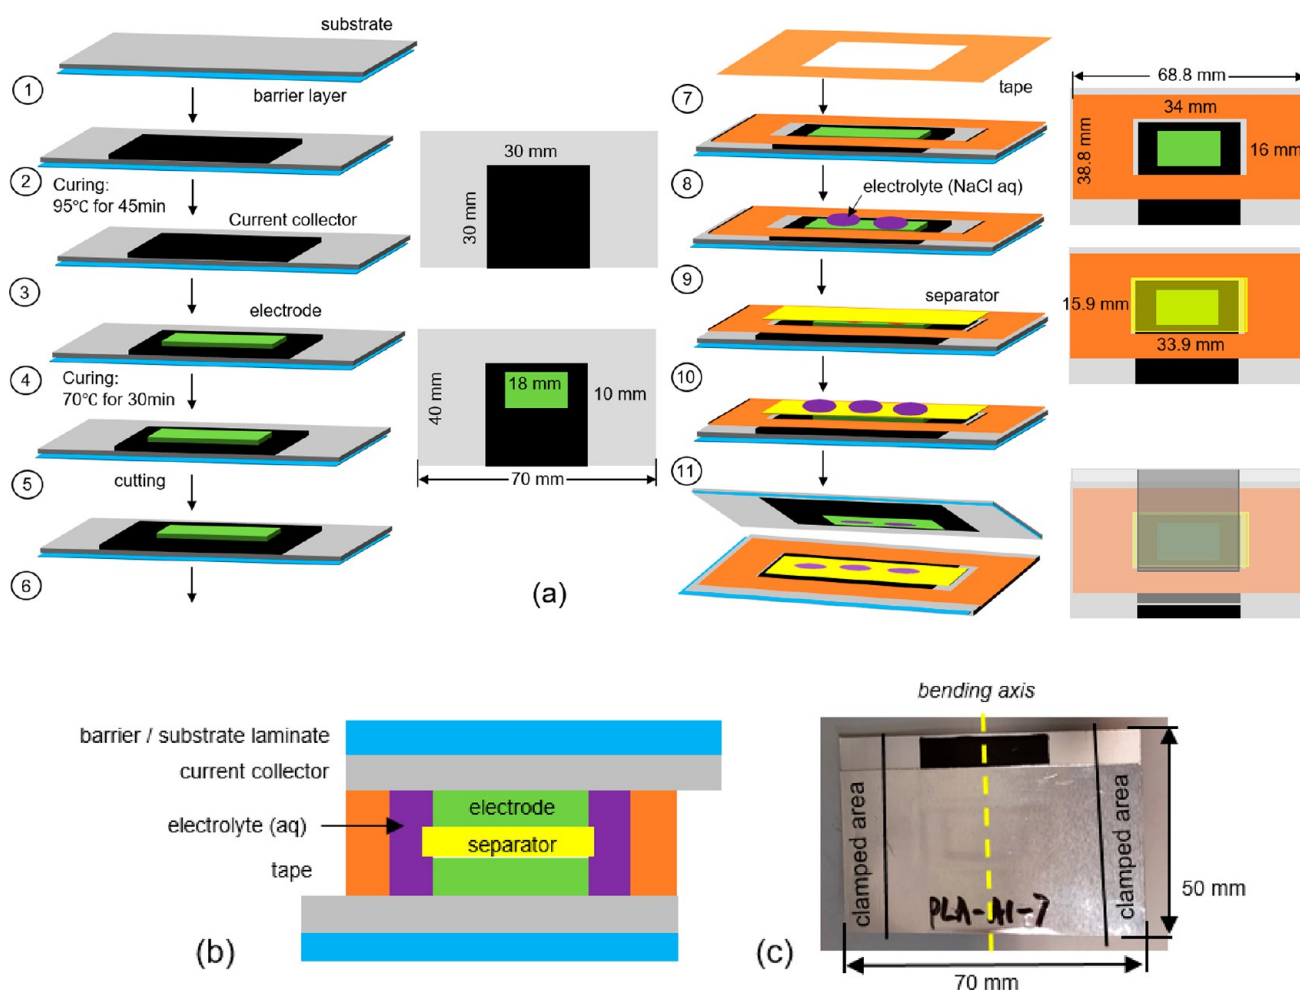 substrate
barrier layer
1
2
Curing:
95℃ for 45min
Current collector
3
electrode
4
Curing:
70℃ for 30min
5
cutting
6
30 mm
30 mm
18 mm
10 mm
40 mm
70 mm
(a)
tape
7
8
electrolyte (NaCl aq)
9
separator
10
11
68.8 mm
34 mm
38.8 mm
16 mm
15.9 mm
33.9 mm
barrier / substrate laminate
current collector
electrode
electrolyte (aq)
separator
tape
(b)
bending axis
clamped area
clamped area
PLA-Al-7
50 mm
(c)
70 mm